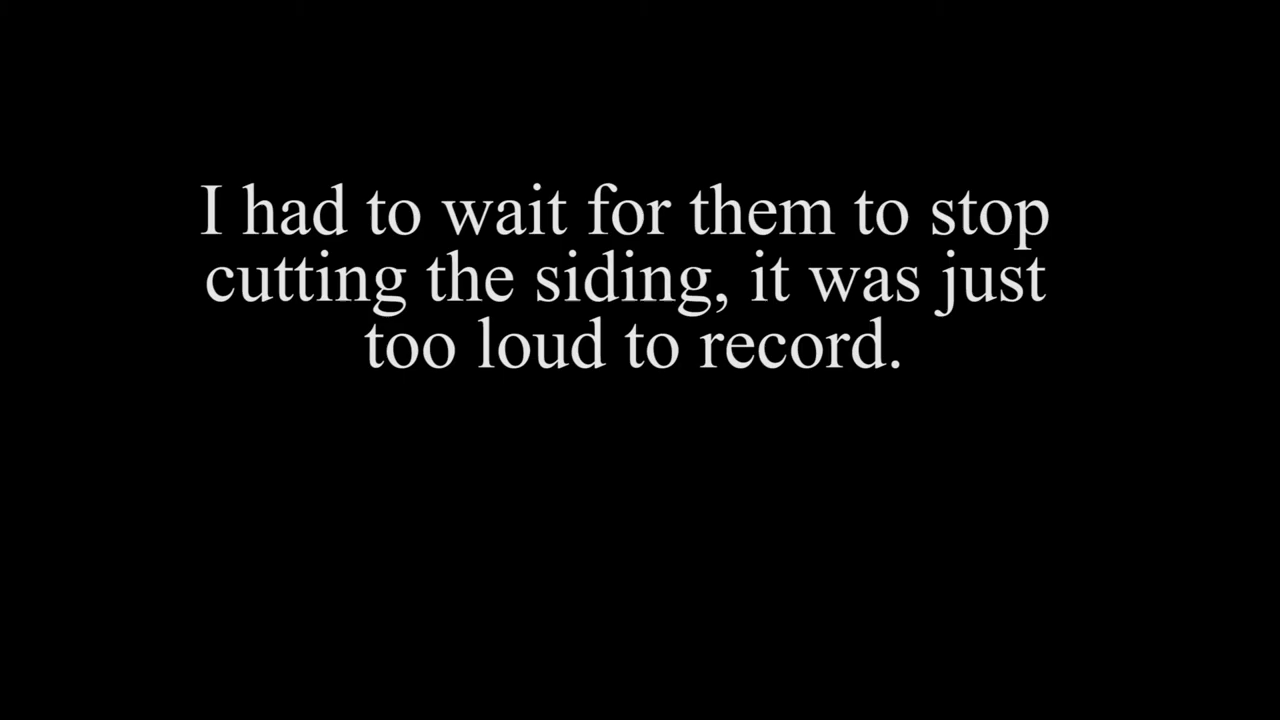 I had to wait for them to stop
cutting the siding, it was just
too loud to record.